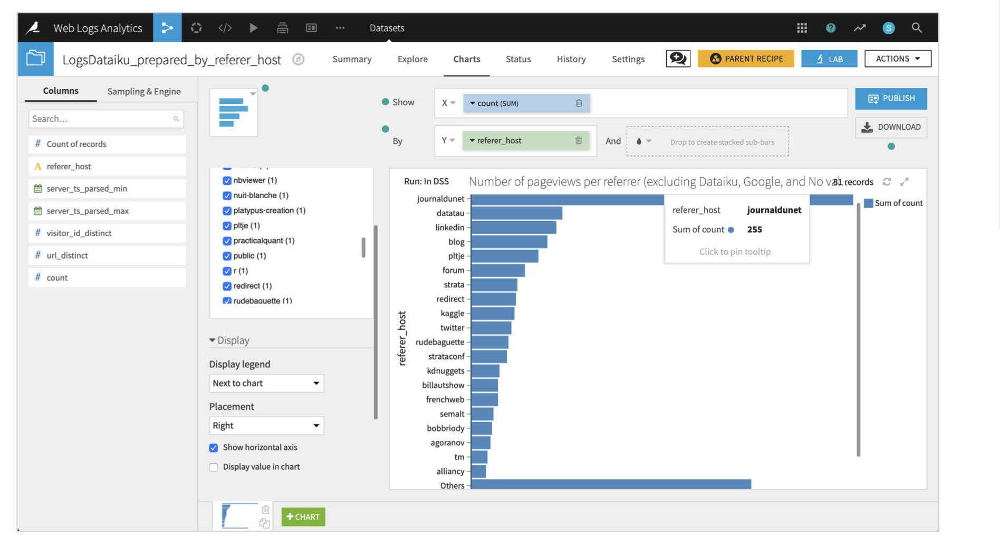 Web Logs Analytics
Datasets
S
LogsDataiku_prepared_by_referer_host
Summary
Explore
Charts
Status
History
Settings
PARENT RECIPE
LAB
ACTIONS
Columns
Sampling & Engine
Search...
# Count of records
A referer_host
server_ts_parsed_min
server_ts_parsed_max
# visitor_id_distinct
# url_distinct
# count
Show
X
count (SUM)
By
Y
referer_host
And
Drop to create stacked sub-bars
PUBLISH
DOWNLOAD
nbviewer (1)
nuit-blanche (1)
platypus-creation (1)
pltje (1)
practicalquant (1)
public (1)
r (1)
redirect (1)
rudebaguette (1)
Display
Display legend
Next to chart
Placement
Right
Show horizontal axis
Display value in chart
Run: In DSS
Number of pageviews per referrer (excluding Dataiku, Google, and No val
81 records
referer_host
journaldunet
datatau
linkedin
blog
pltje
forum
strata
redirect
kaggle
twitter
rudebaguette
strataconf
kdnuggets
billautshow
frenchweb
semalt
bobbriody
agoranov
tm
alliancy
Others
referer_host journaldunet
Sum of count 255
Click to pin tooltip
Sum of count
+ CHART